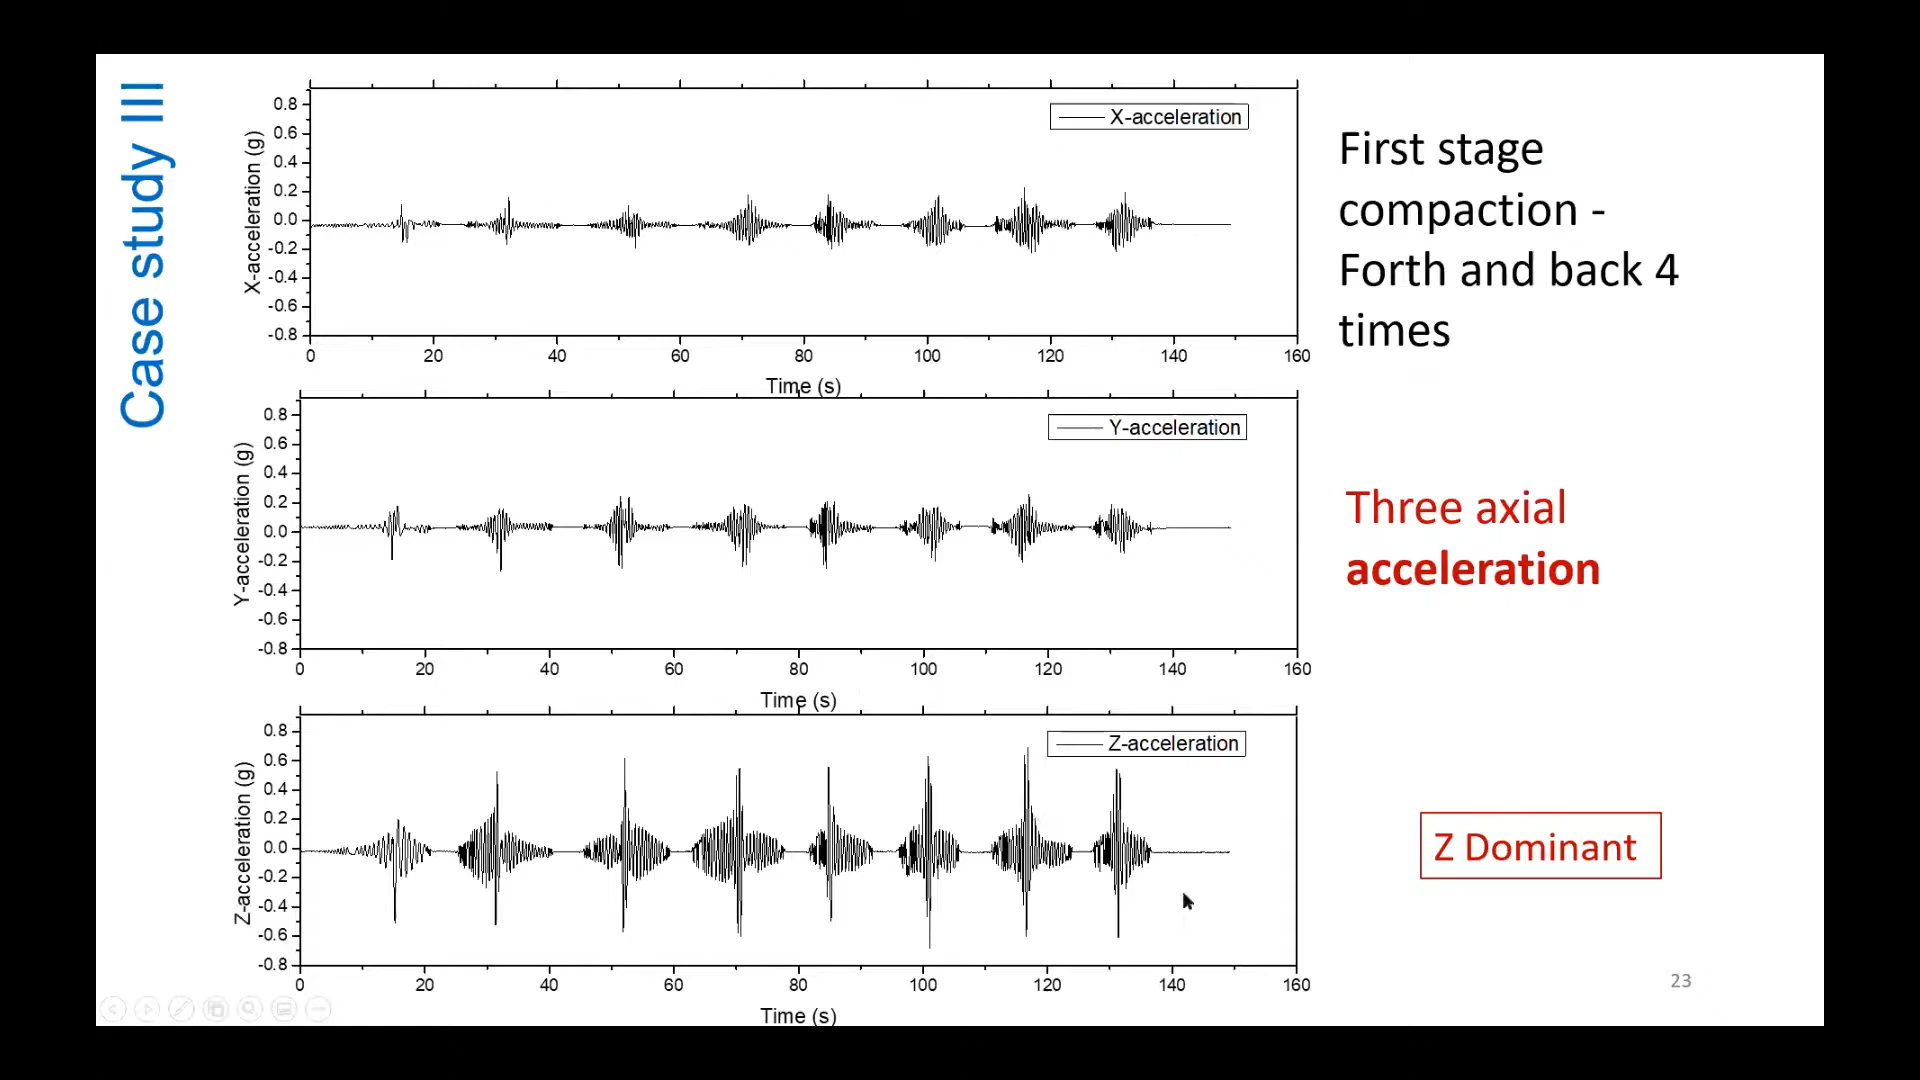 Case study III
0.8
0.6
0.4
0.2
0.0
-0.2
-0.4
-0.6
-0.8
X-acceleration (g)
X-acceleration
0 20 40 60 80 100 120 140 160
Time (s)
0.8
0.6
0.4
0.2
0.0
-0.2
-0.4
-0.6
-0.8
Y-acceleration (g)
Y-acceleration
0 20 40 60 80 100 120 140 160
Time (s)
0.8
0.6
0.4
0.2
0.0
-0.2
-0.4
-0.6
-0.8
Z-acceleration (g)
Z-acceleration
0 20 40 60 80 100 120 140 160
Time (s)
First stage
compaction -
Forth and back 4
times
Three axial
acceleration
Z Dominant
23